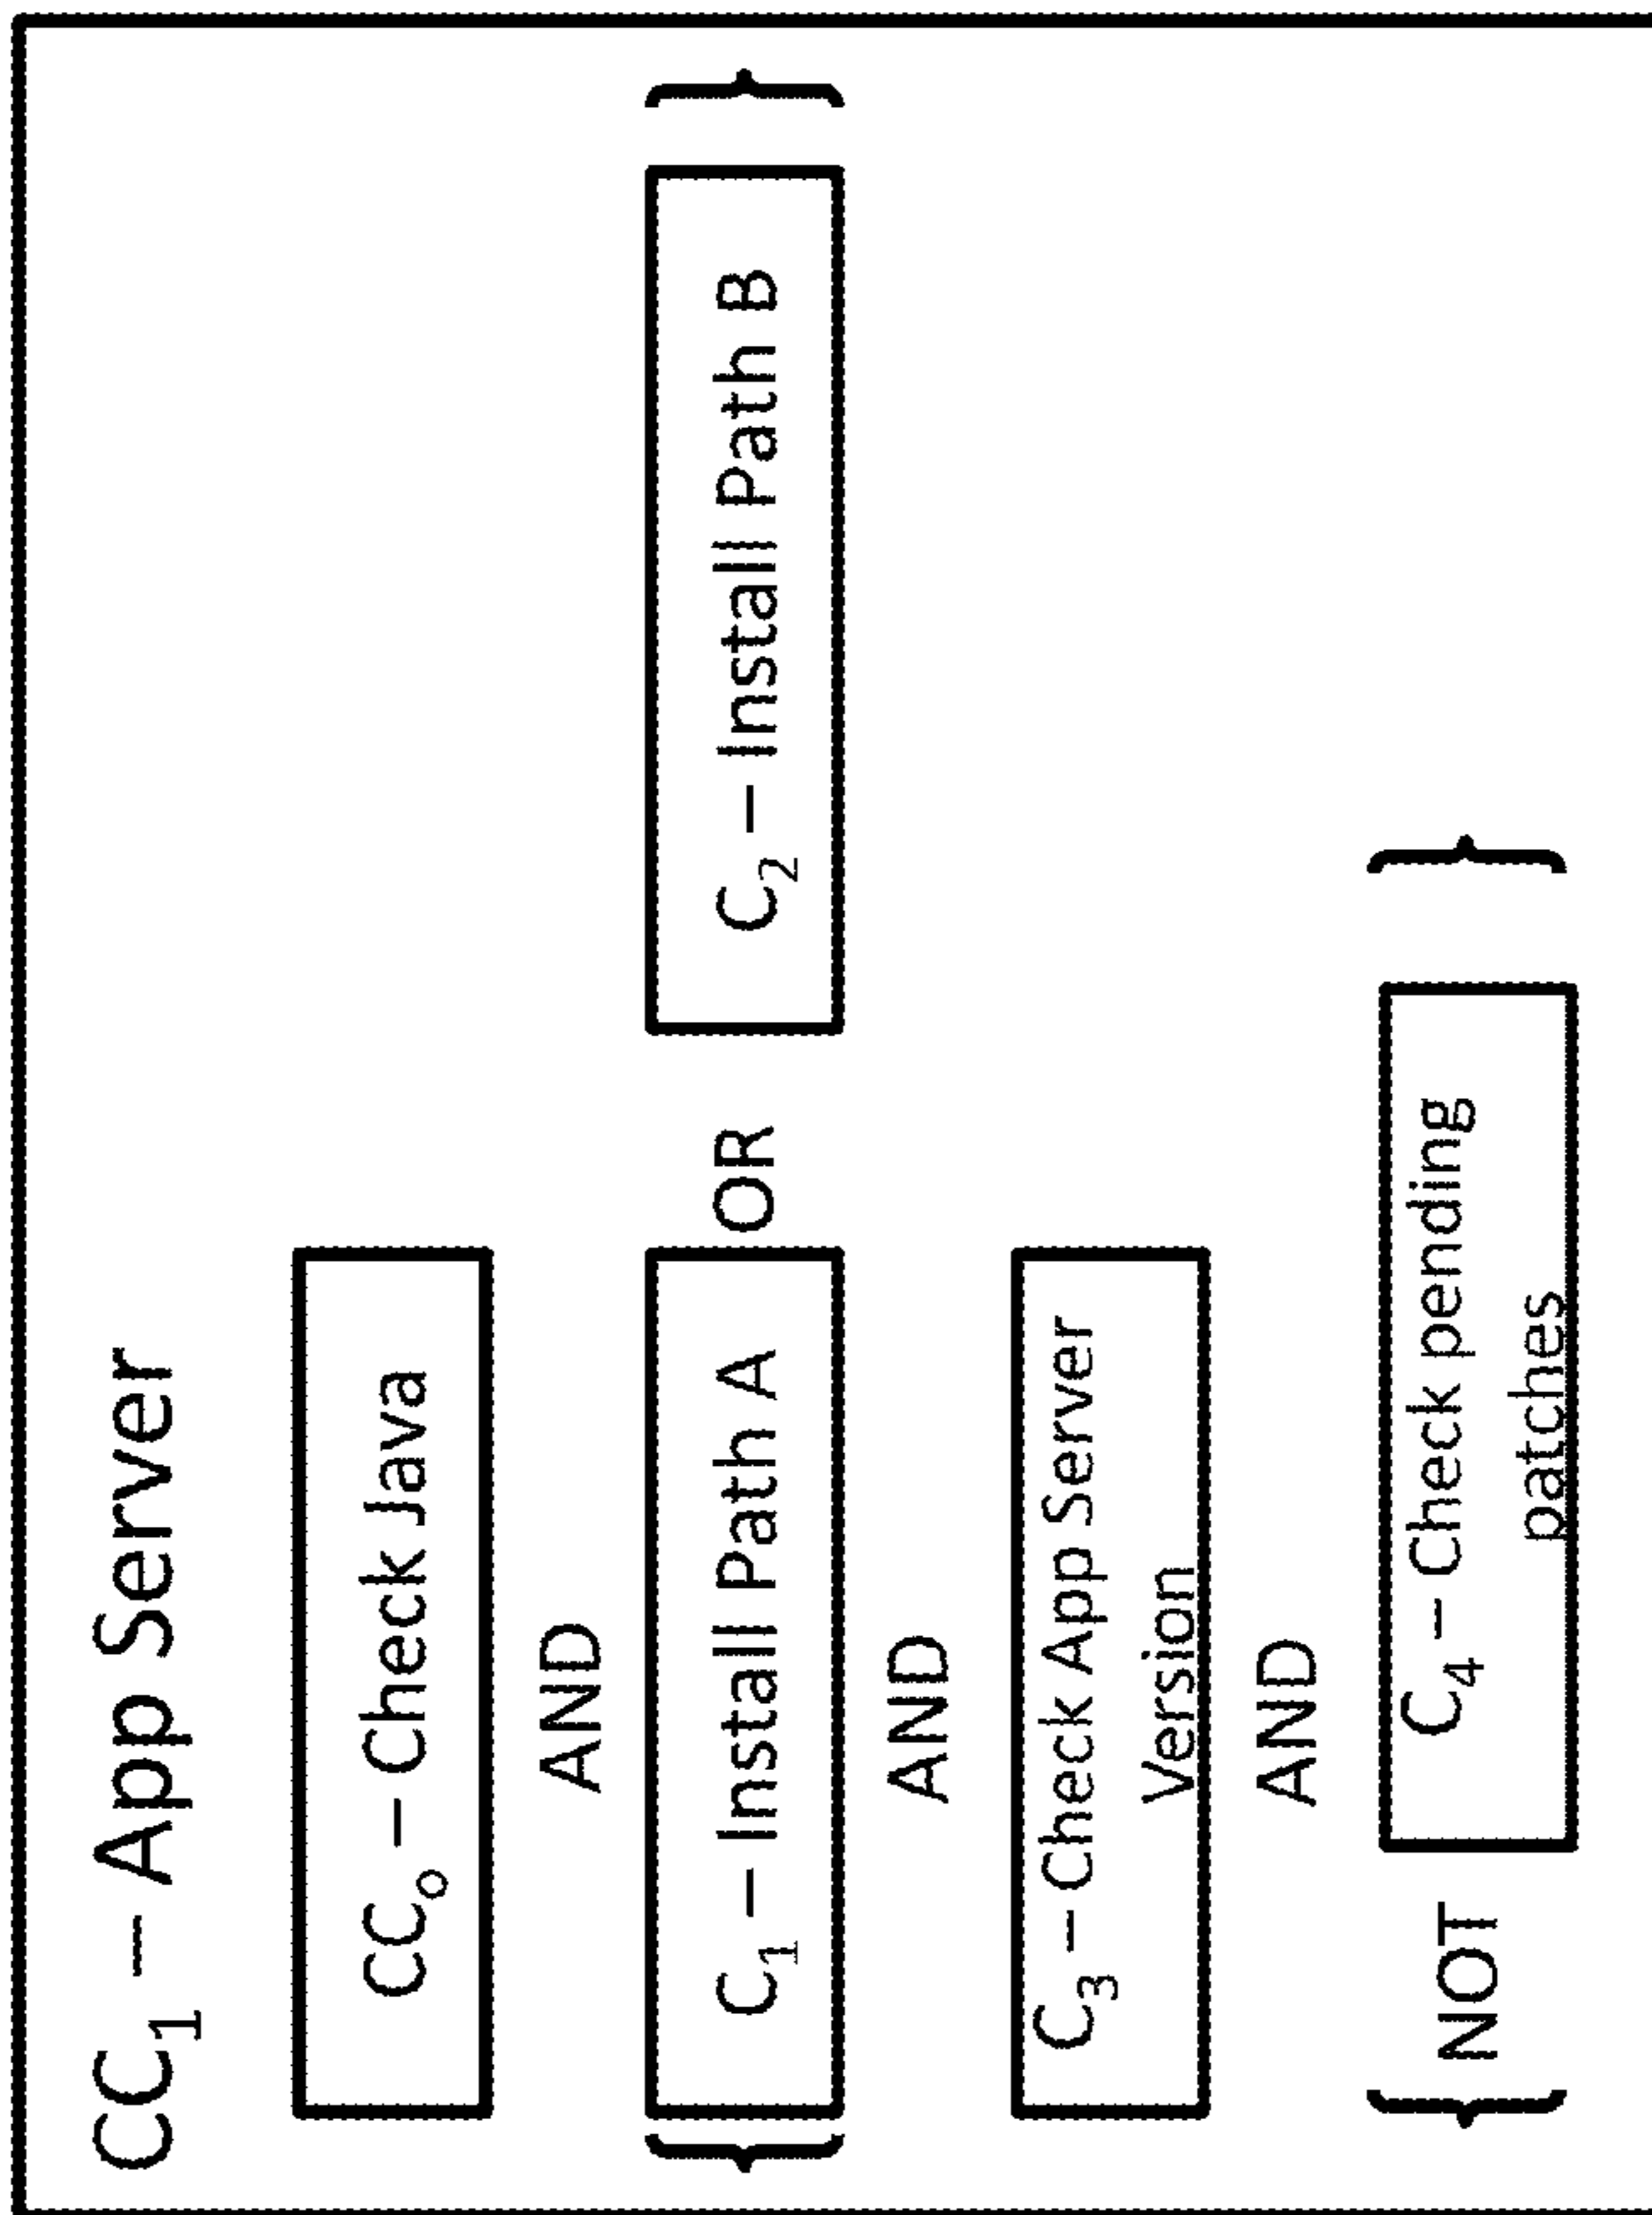 CC₁ – App Server
CCₒ – Check Java
AND
{ C₁ – Install Path A OR C₂ – Install Path B }
AND
C₃ – Check App Server
Version
AND
{ NOT C₄ – Check pending
patches }